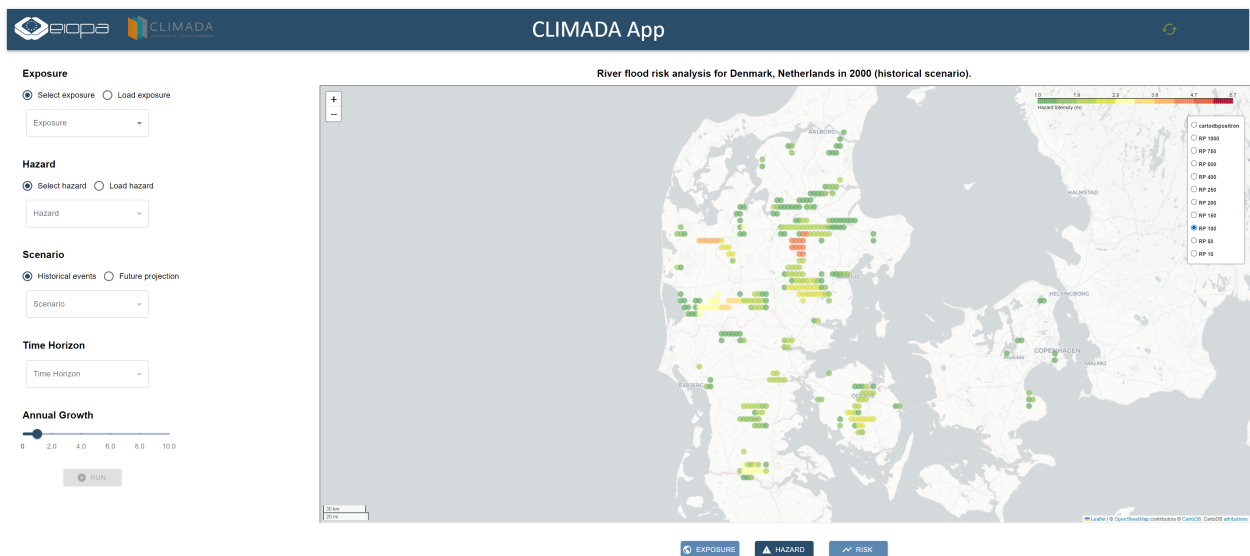 eiopa
CLIMADA
CLIMADA App
Exposure
Select exposure Load exposure
Exposure
Hazard
Select hazard Load hazard
Hazard
Scenario
Historical events Future projection
Scenario
Time Horizon
Time Horizon
Annual Growth
0 2.0 4.0 6.0 8.0 10.0
RUN
River flood risk analysis for Denmark, Netherlands in 2000 (historical scenario).
+
−
1.0 1.9 2.9 3.8 4.7 5.7
Hazard Intensity (m)
cartodbpositron
RP 1000
RP 750
RP 500
RP 400
RP 250
RP 200
RP 150
RP 100
RP 50
RP 10
AALBORG
HALMSTAD
HELSINGBORG
COPENHAGEN
Roskilde
MALMO
ESBJERG
ODENSE
30 km
20 mi
Leaflet | © OpenStreetMap contributors © CartoDB, CartoDB attributions
EXPOSURE
HAZARD
RISK